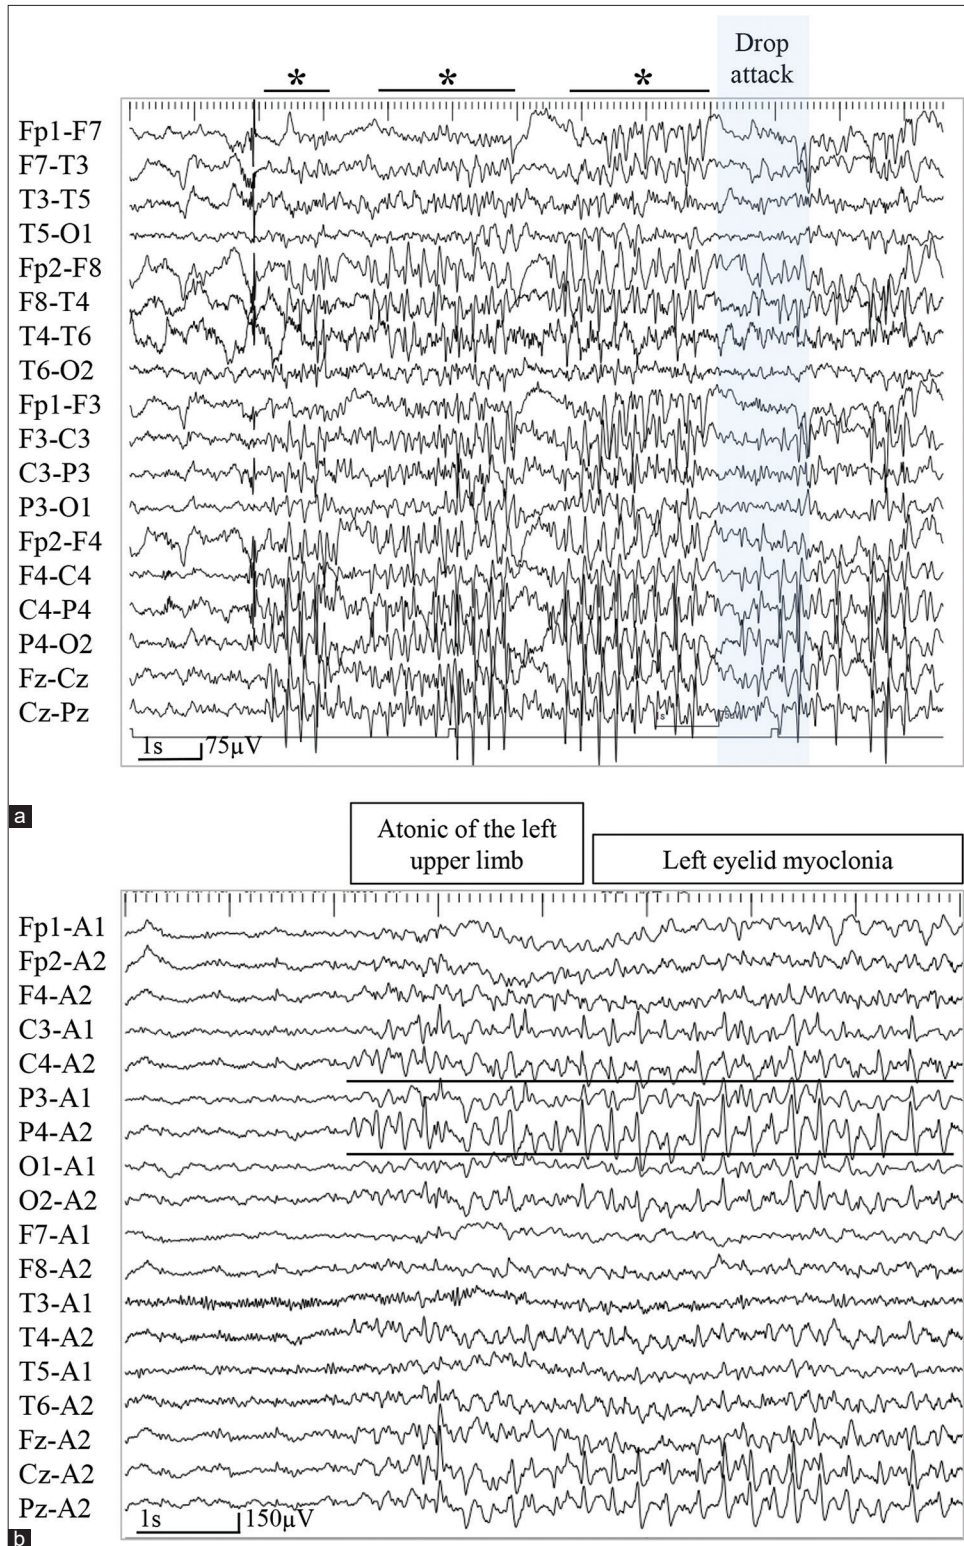 Drop
attack
* * *
Fp1-F7
F7-T3
T3-T5
T5-O1
Fp2-F8
F8-T4
T4-T6
T6-O2
Fp1-F3
F3-C3
C3-P3
P3-O1
Fp2-F4
F4-C4
C4-P4
P4-O2
Fz-Cz
Cz-Pz
1s 75µV
a
Atonic of the left
upper limb
Left eyelid myoclonia
Fp1-A1
Fp2-A2
F4-A2
C3-A1
C4-A2
P3-A1
P4-A2
O1-A1
O2-A2
F7-A1
F8-A2
T3-A1
T4-A2
T5-A1
T6-A2
Fz-A2
Cz-A2
Pz-A2
1s 150µV
b